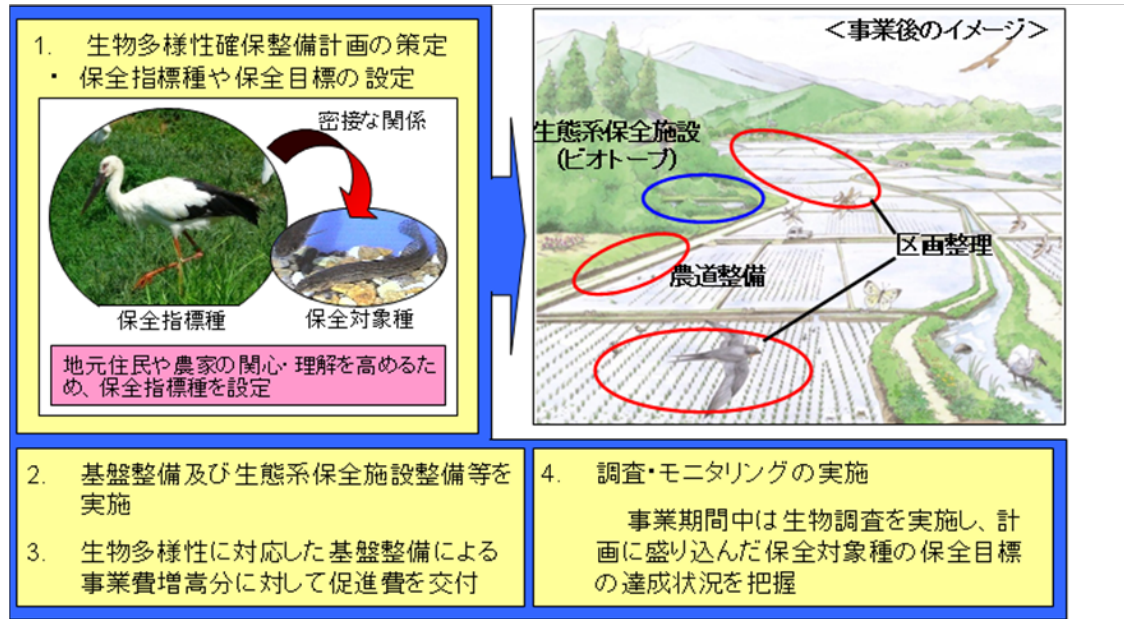 1. 生物多様性確保整備計画の策定
・ 保全指標種や保全目標の設定
密接な関係
保全指標種
保全対象種
地元住民や農家の関心・理解を高めるた
め、保全指標種を設定
<事業後のイメージ>
生態系保全施設
(ビオトープ)
区画整理
農道整備
2. 基盤整備及び生態系保全施設整備等を
実施
3. 生物多様性に対応した基盤整備による
事業費増嵩分に対して促進費を交付
4. 調査・モニタリングの実施
事業期間中は生物調査を実施し、計
画に盛り込んだ保全対象種の保全目標
の達成状況を把握